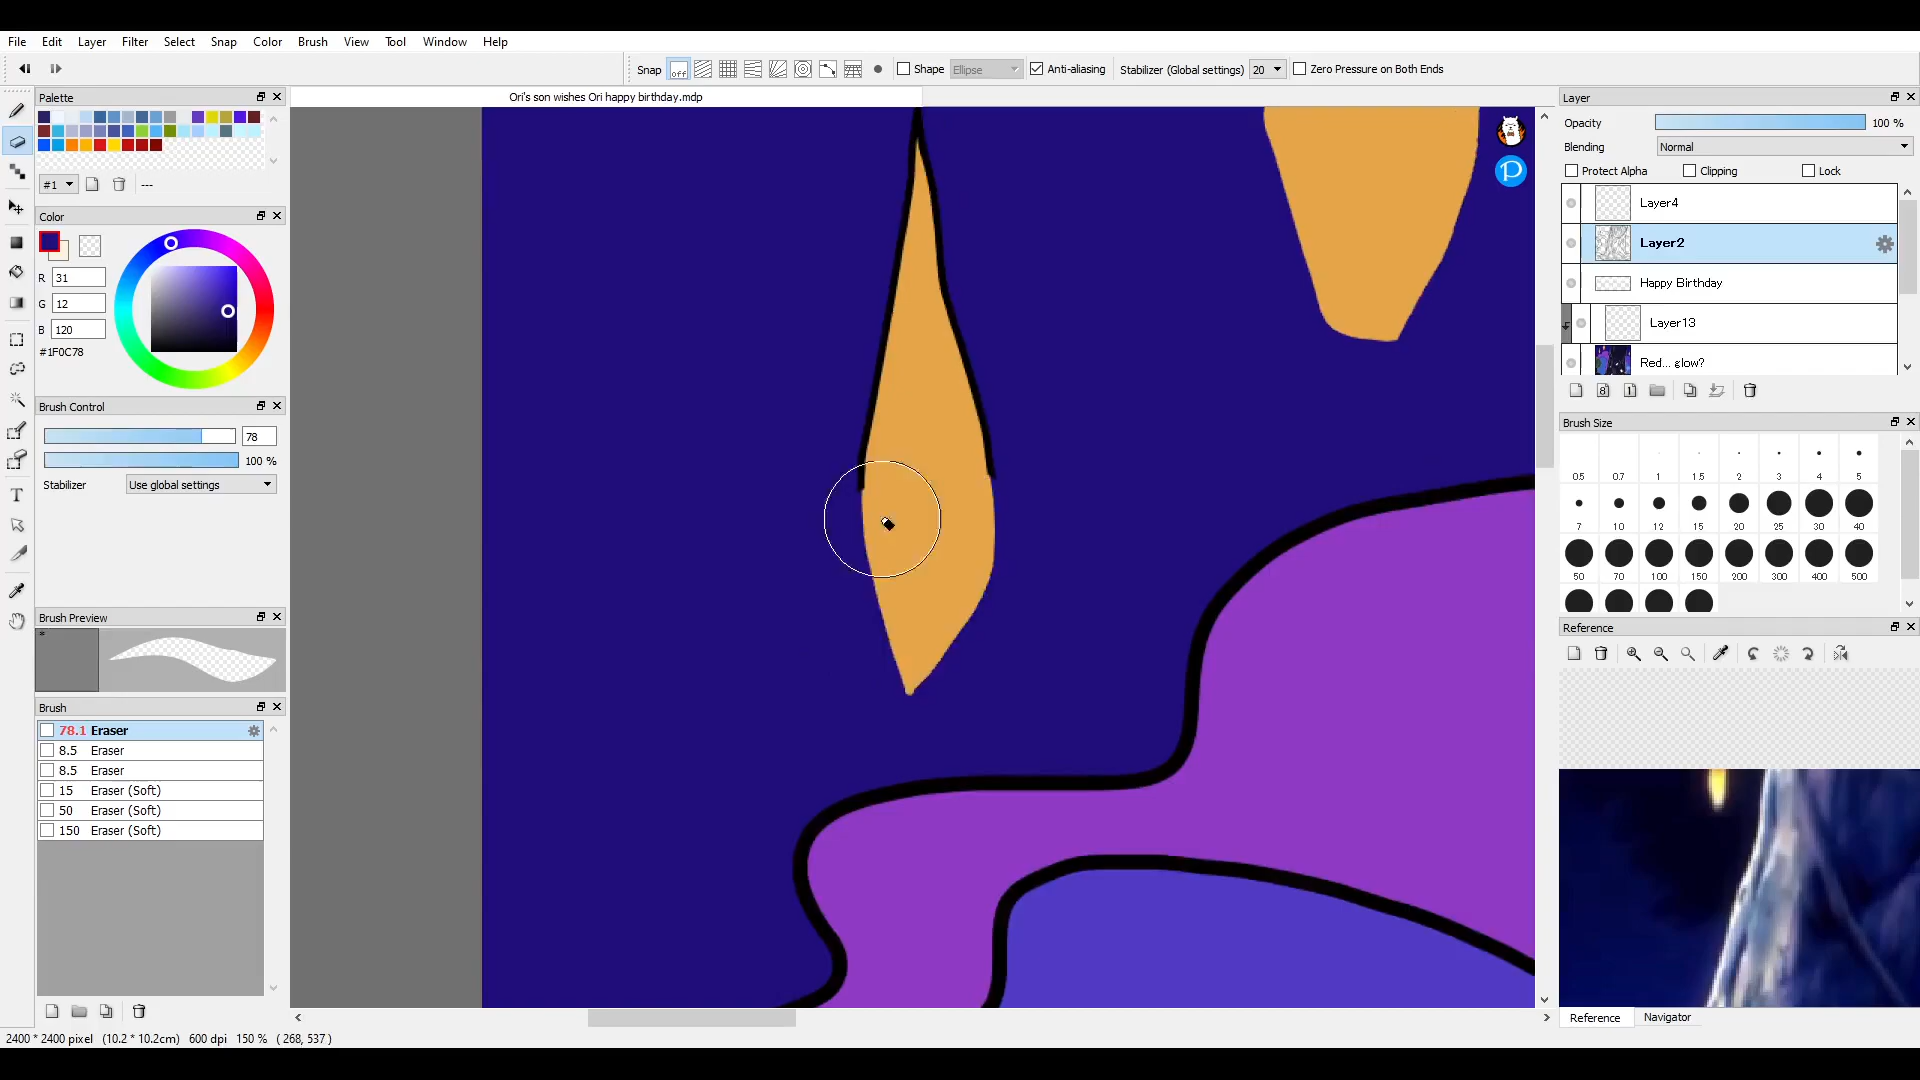 File Edit Layer Filter Select Snap Color Brush View Tool Window Help
Snap off Shape Ellipse Anti-aliasing Stabilizer (Global settings) 20 Zero Pressure on Both Ends
Palette
Ori's son wishes Ori happy birthday.mdp
#1 ---
Color
R 31
G 12
B 120
#1F0C78
Brush Control
78
100 %
Stabilizer Use global settings
Brush Preview
*
Brush
78.1 Eraser
8.5 Eraser
8.5 Eraser
15 Eraser (Soft)
50 Eraser (Soft)
150 Eraser (Soft)
P
Layer
Opacity 100 %
Blending Normal
Protect Alpha Clipping Lock
Layer4
Layer2
Happy Birthday
Layer13
Red... glow?
8 1
Brush Size
0.5 0.7 1 1.5 2 3 4 5
7 10 12 15 20 25 30 40
50 70 100 150 200 300 400 500
Reference
Reference Navigator
T
2400 * 2400 pixel (10.2 * 10.2cm) 600 dpi 150 % ( 268, 537 )